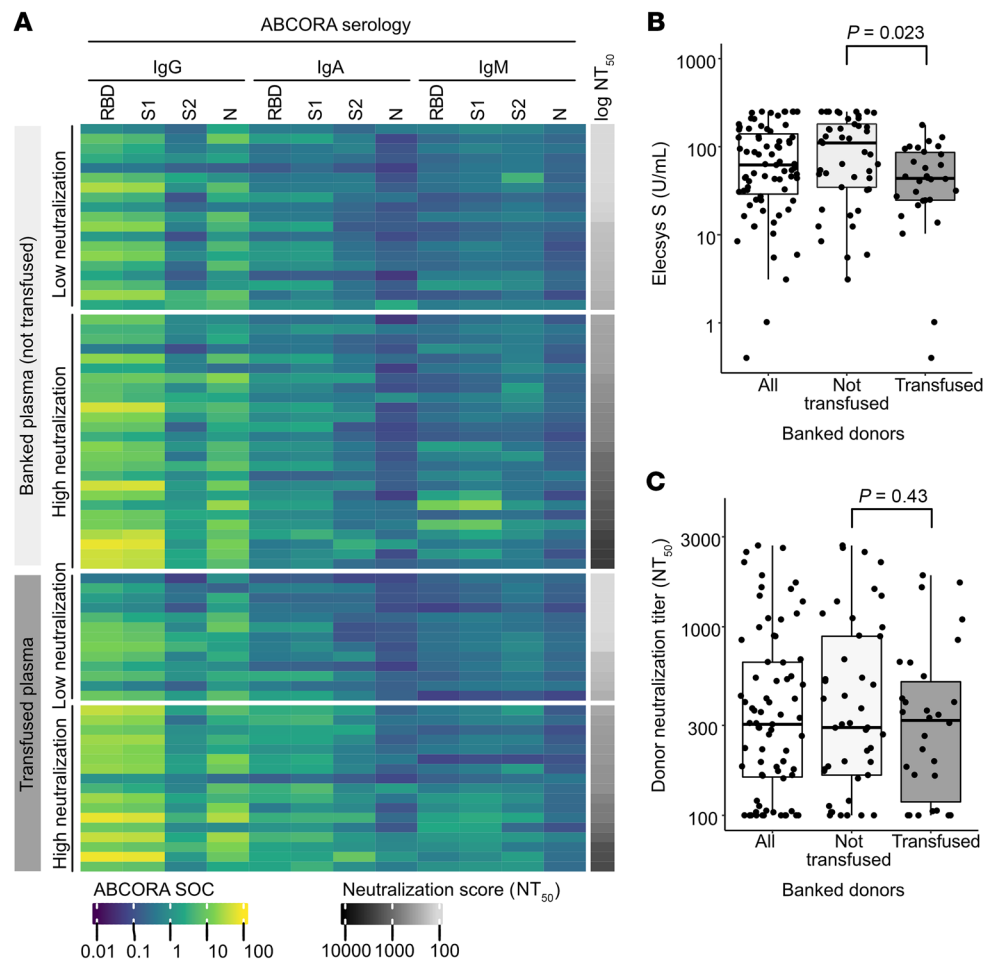 A
ABCORA serology
IgG IgA IgM
RBD S1 S2 N RBD S1 S2 N RBD S1 S2 N log NT50
Banked plasma (not transfused)
Low neutralization
High neutralization
Transfused plasma
Low neutralization
High neutralization
ABCORA SOC
0.01 0.1 1 10 100
Neutralization score (NT50)
10000 1000 100
B
P = 0.023
Elecsys S (U/mL)
1000
100
10
1
All Not transfused Transfused
Banked donors
C
P = 0.43
Donor neutralization titer (NT50)
3000
1000
300
100
All Not transfused Transfused
Banked donors